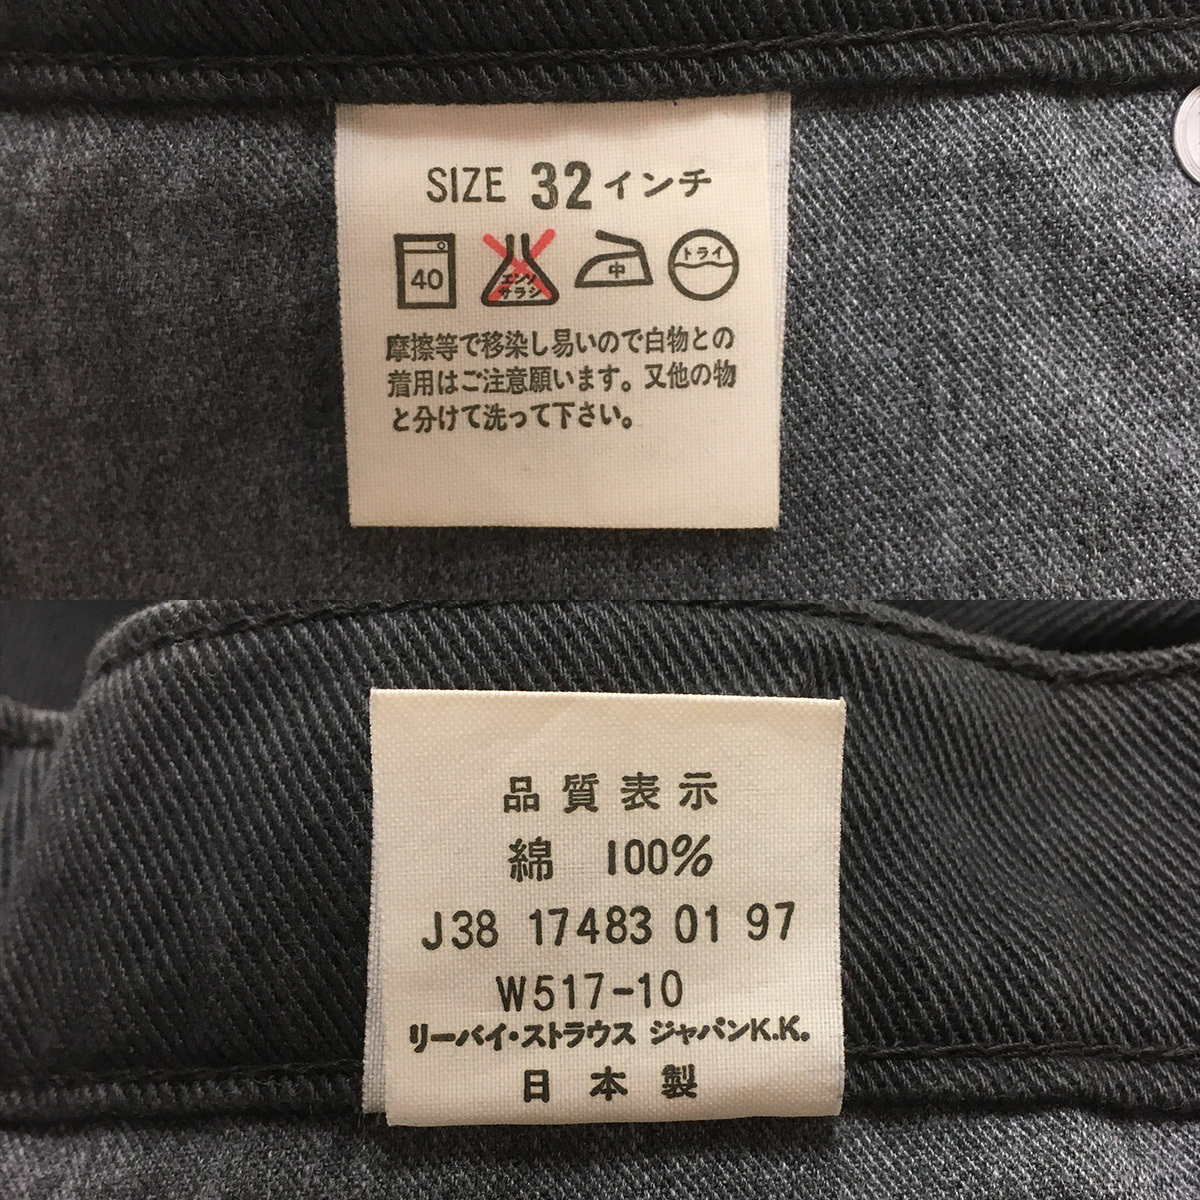 SIZE 32インチ
40 エンソ サラシ 中 ドライ
摩擦等で移染し易いので白物との
着用はご注意願います。又他の物
と分けて洗って下さい。
品質表示
綿 100%
J38 17483 01 97
W517-10
リーバイ・ストラウス ジャパンK.K.
日本製